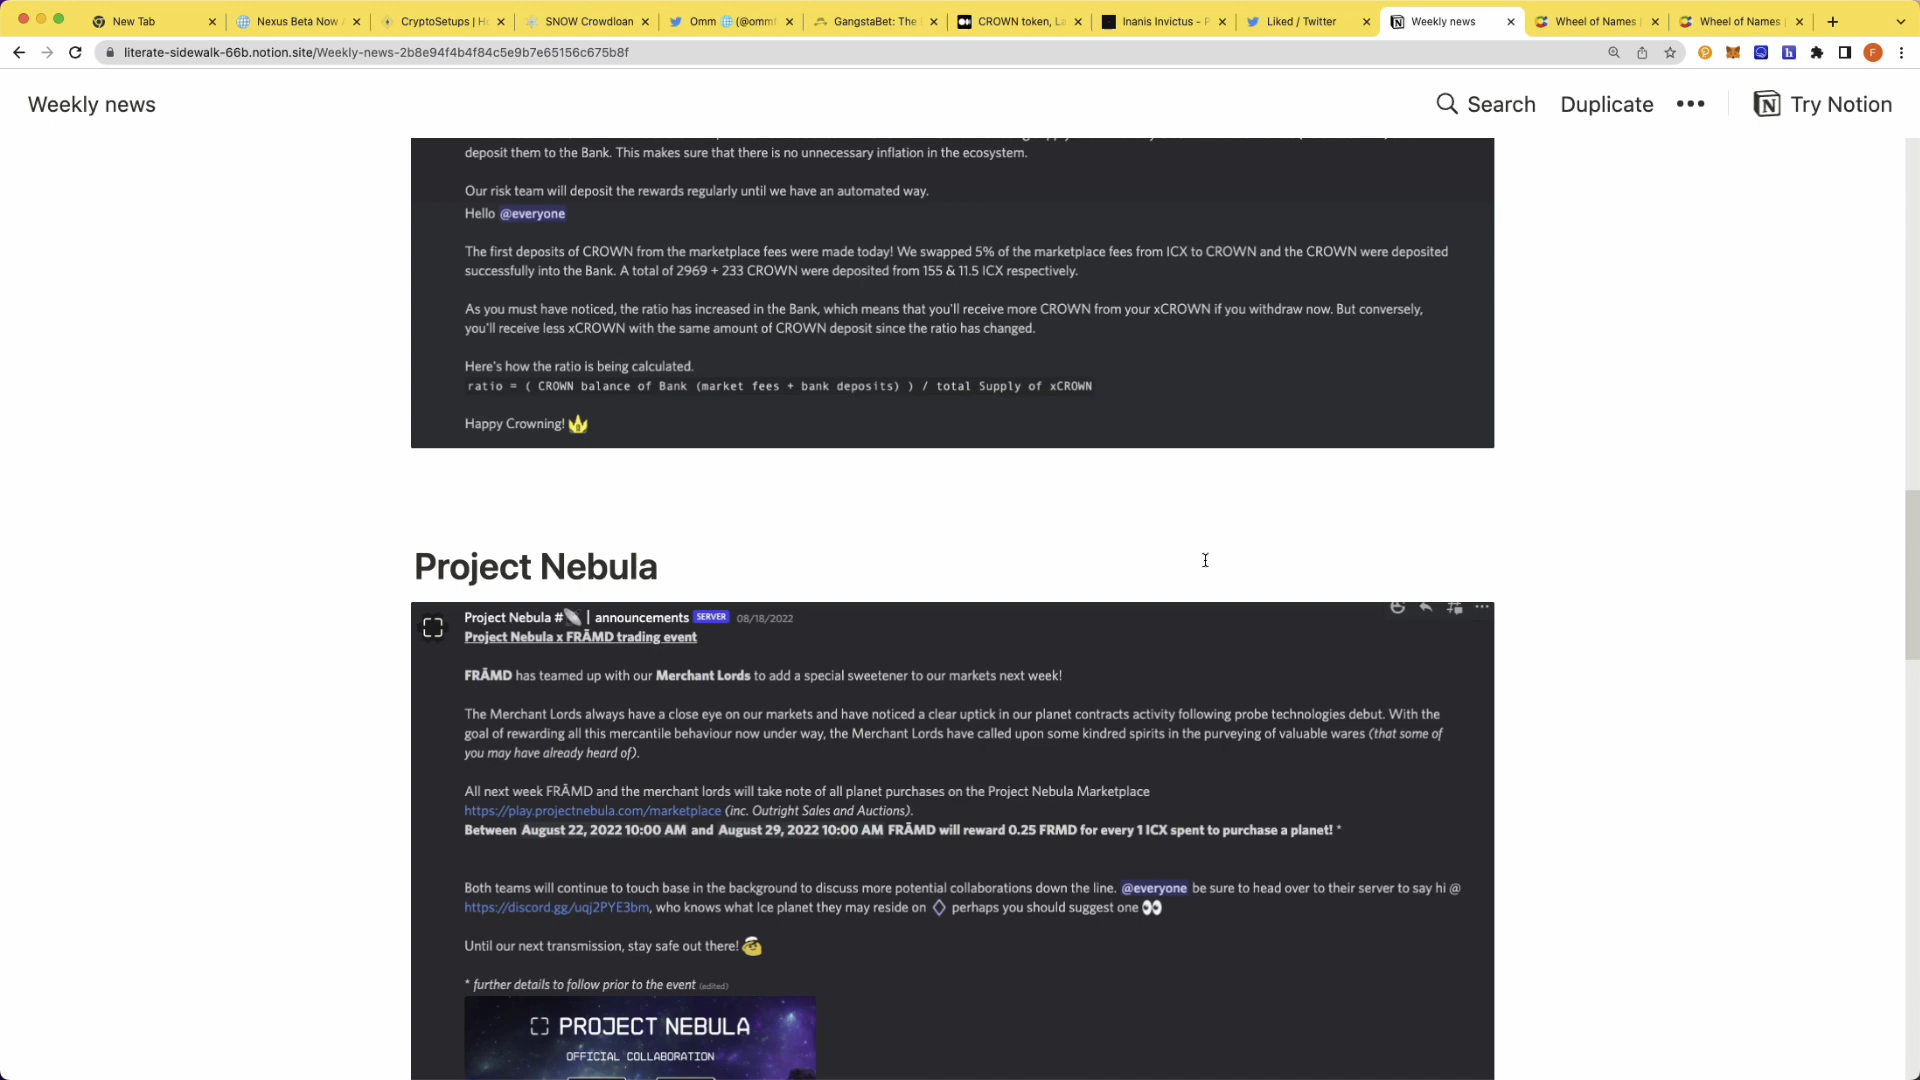 New Tab
Nexus Beta Now
CryptoSetups | Ho
SNOW Crowdloan
Omm 🌐 (@omm
GangstaBet: The
CROWN token, La
Inanis Invictus - P
Liked / Twitter
Weekly news
Wheel of Names
Wheel of Names
literate-sidewalk-66b.notion.site/Weekly-news-2b8e94f4b4f84c5e9b7e65156c675b8f
Weekly news
Search
Duplicate
Try Notion
deposit them to the Bank. This makes sure that there is no unnecessary inflation in the ecosystem.
Our risk team will deposit the rewards regularly until we have an automated way.
Hello @everyone
The first deposits of CROWN from the marketplace fees were made today! We swapped 5% of the marketplace fees from ICX to CROWN and the CROWN were deposited
successfully into the Bank. A total of 2969 + 233 CROWN were deposited from 155 & 11.5 ICX respectively.
As you must have noticed, the ratio has increased in the Bank, which means that you'll receive more CROWN from your xCROWN if you withdraw now. But conversely,
you'll receive less xCROWN with the same amount of CROWN deposit since the ratio has changed.
Here's how the ratio is being calculated.
ratio = ( CROWN balance of Bank (market fees + bank deposits) ) / total Supply of xCROWN
Happy Crowning!
Project Nebula
Project Nebula # | announcements SERVER 08/18/2022
Project Nebula x FRĀMD trading event
FRĀMD has teamed up with our Merchant Lords to add a special sweetener to our markets next week!
The Merchant Lords always have a close eye on our markets and have noticed a clear uptick in our planet contracts activity following probe technologies debut. With the
goal of rewarding all this mercantile behaviour now under way, the Merchant Lords have called upon some kindred spirits in the purveying of valuable wares (that some of
you may have already heard of).
All next week FRĀMD and the merchant lords will take note of all planet purchases on the Project Nebula Marketplace
https://play.projectnebula.com/marketplace (inc. Outright Sales and Auctions).
Between August 22, 2022 10:00 AM and August 29, 2022 10:00 AM FRĀMD will reward 0.25 FRMD for every 1 ICX spent to purchase a planet! *
Both teams will continue to touch base in the background to discuss more potential collaborations down the line. @everyone be sure to head over to their server to say hi @
https://discord.gg/uqj2PYE3bm, who knows what Ice planet they may reside on ◇ perhaps you should suggest one 👀
Until our next transmission, stay safe out there!
* further details to follow prior to the event (edited)
PROJECT NEBULA
OFFICIAL COLLABORATION